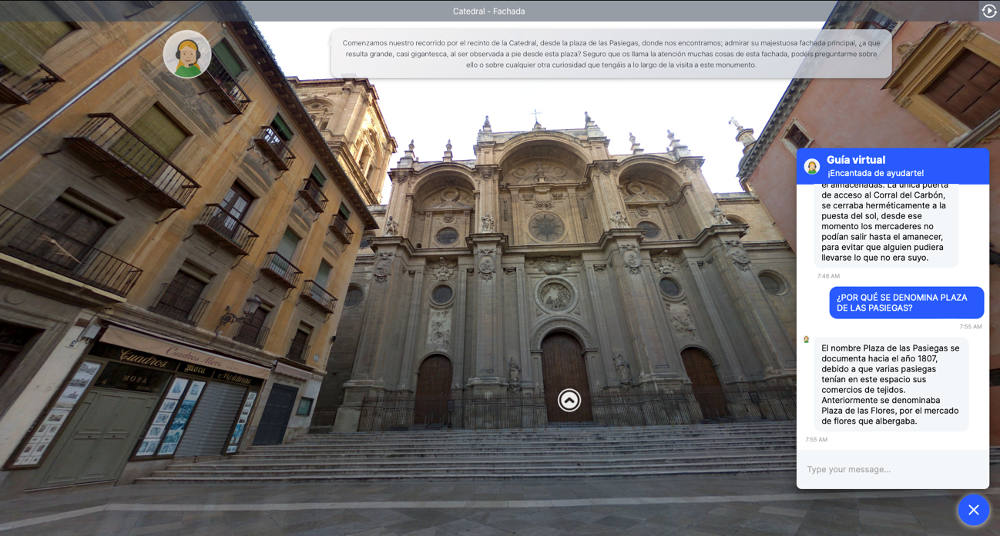 Catedral - Fachada
Comenzamos nuestro recorrido por el recinto de la Catedral, desde la plaza de las Pasiegas, donde nos encontramos; admirar su majestuosa fachada principal, ¿a que
resulta grande, casi gigantesca, al ser observada a pie desde esta plaza? Seguro que os llama la atención muchas cosas de esta fachada, podéis preguntarme sobre
ello o sobre cualquier otra curiosidad que tengáis a lo largo de la visita a este monumento.
Cuadros Mora
Cuadros Mora Molduras
MORA
Guía virtual
¡Encantada de ayudarte!
el almacenadas. La única puerta
de acceso al Corral del Carbón,
se cerraba herméticamente a la
puesta del sol, desde ese
momento los mercaderes no
podían salir hasta el amanecer,
para evitar que alguien pudiera
llevarse lo que no era suyo.
7:46 AM
¿POR QUÉ SE DENOMINA PLAZA
DE LAS PASIEGAS?
7:55 AM
El nombre Plaza de las Pasiegas se
documenta hacia el año 1807,
debido a que varias pasiegas
tenían en este espacio sus
comercios de tejidos.
Anteriormente se denominaba
Plaza de las Flores, por el mercado
de flores que albergaba.
7:55 AM
Type your message...